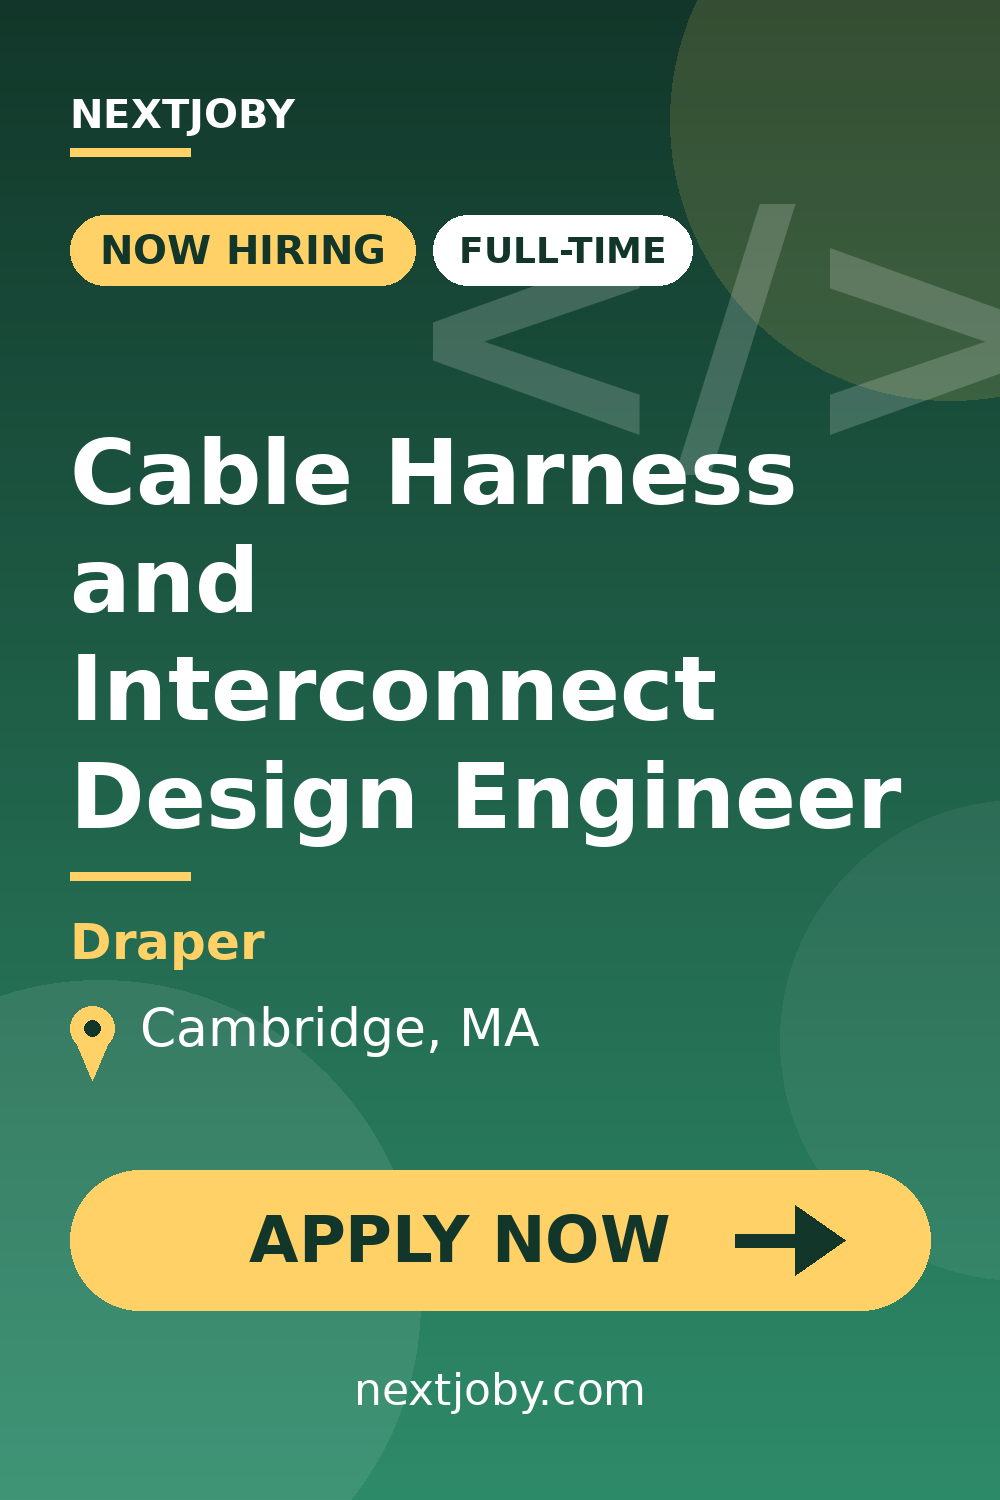 NEXTJOBY
NOW HIRING
FULL-TIME
</>
Cable Harness
and
Interconnect
Design Engineer
Draper
Cambridge, MA
APPLY NOW
nextjoby.com